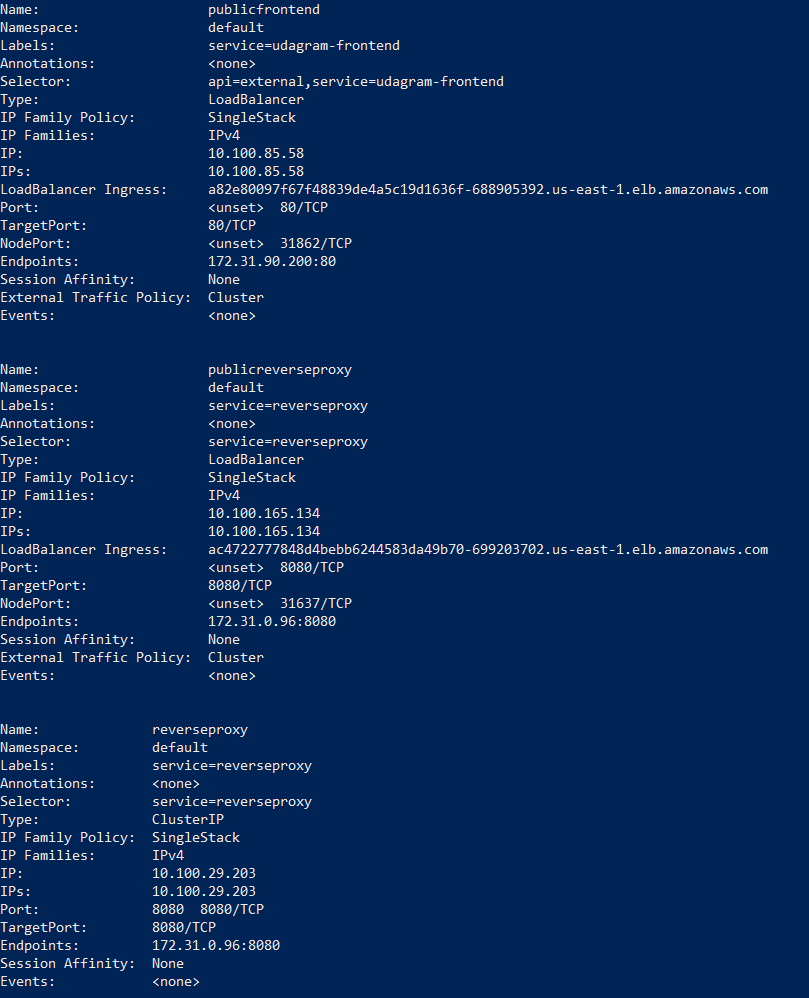 Name:                     publicfrontend
Namespace:                default
Labels:                   service=udagram-frontend
Annotations:              <none>
Selector:                 api=external,service=udagram-frontend
Type:                     LoadBalancer
IP Family Policy:         SingleStack
IP Families:              IPv4
IP:                       10.100.85.58
IPs:                      10.100.85.58
LoadBalancer Ingress:     a82e80097f67f48839de4a5c19d1636f-688905392.us-east-1.elb.amazonaws.com
Port:                     <unset>  80/TCP
TargetPort:               80/TCP
NodePort:                 <unset>  31862/TCP
Endpoints:                172.31.90.200:80
Session Affinity:         None
External Traffic Policy:  Cluster
Events:                   <none>

Name:                     publicreverseproxy
Namespace:                default
Labels:                   service=reverseproxy
Annotations:              <none>
Selector:                 service=reverseproxy
Type:                     LoadBalancer
IP Family Policy:         SingleStack
IP Families:              IPv4
IP:                       10.100.165.134
IPs:                      10.100.165.134
LoadBalancer Ingress:     ac4722777848d4bebb6244583da49b70-699203702.us-east-1.elb.amazonaws.com
Port:                     <unset>  8080/TCP
TargetPort:               8080/TCP
NodePort:                 <unset>  31637/TCP
Endpoints:                172.31.0.96:8080
Session Affinity:         None
External Traffic Policy:  Cluster
Events:                   <none>

Name:              reverseproxy
Namespace:         default
Labels:            service=reverseproxy
Annotations:       <none>
Selector:          service=reverseproxy
Type:              ClusterIP
IP Family Policy:  SingleStack
IP Families:       IPv4
IP:                10.100.29.203
IPs:               10.100.29.203
Port:              8080  8080/TCP
TargetPort:        8080/TCP
Endpoints:         172.31.0.96:8080
Session Affinity:  None
Events:            <none>